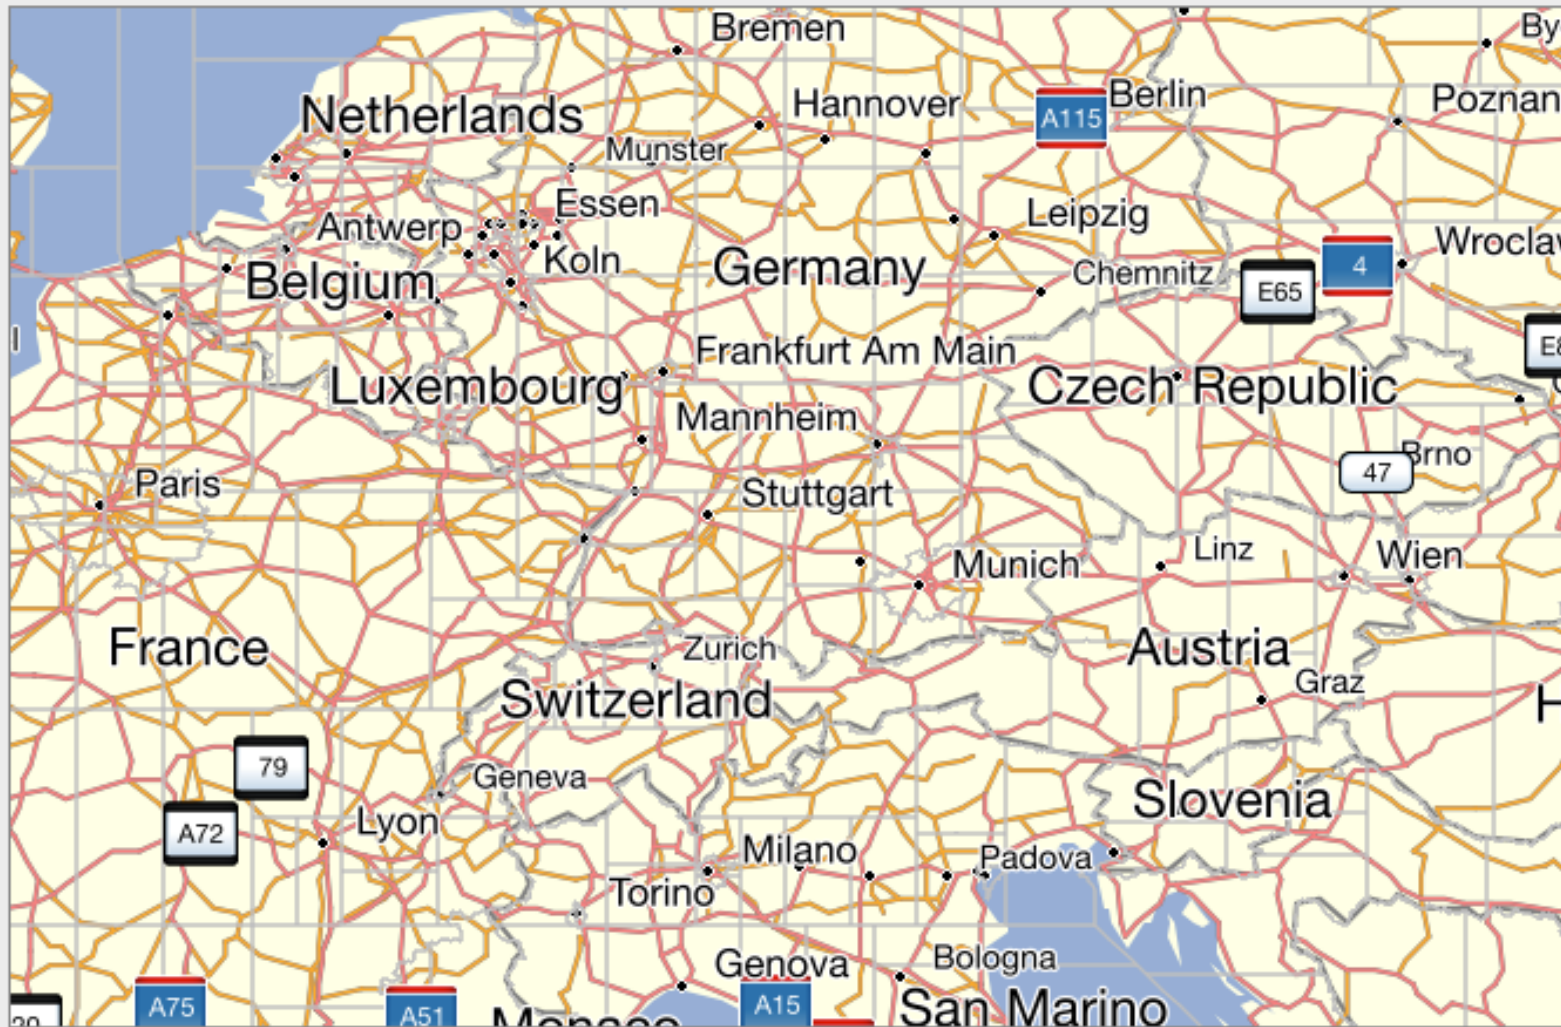 Bremen
By
Netherlands
Hannover
A115
Berlin
Poznan
Munster
Essen
Antwerp
Leipzig
Koln
Germany
Wroclaw
Belgium
Chemnitz
E65
4
Frankfurt Am Main
Luxembourg
Czech Republic
Mannheim
Brno
47
Paris
Stuttgart
Munich
Linz
Wien
France
Zurich
Austria
Graz
Switzerland
H
79
Geneva
Slovenia
A72
Lyon
Milano
Padova
Torino
Genova
Bologna
A75
A51
A15
San Marino
Monaco